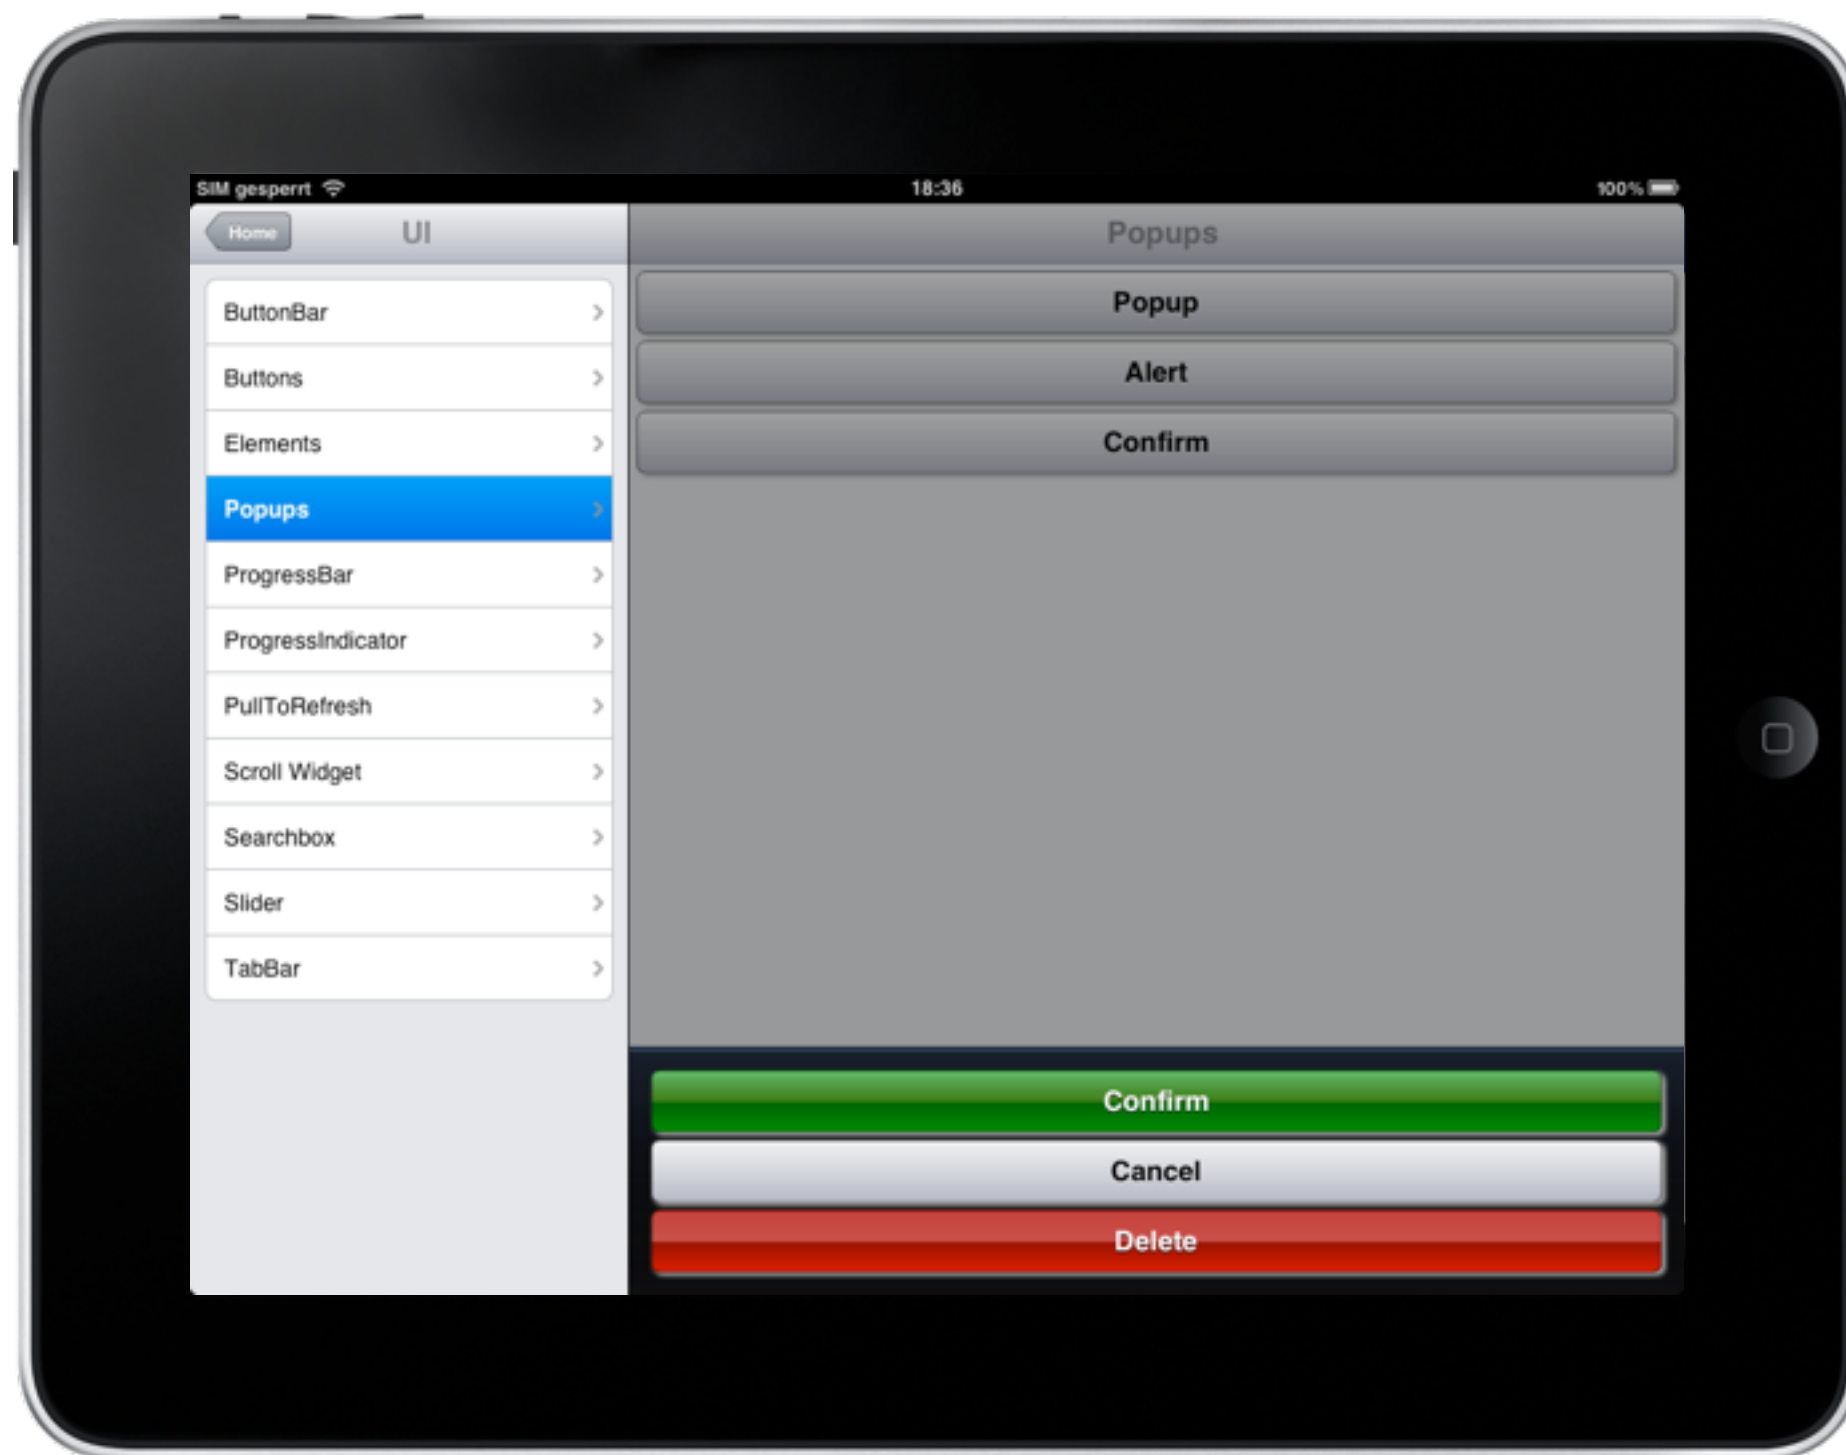 SIM gesperrt
18:36
100%
Home
UI
ButtonBar
Buttons
Elements
Popups
ProgressBar
ProgressIndicator
PullToRefresh
Scroll Widget
Searchbox
Slider
TabBar
Popups
Popup
Alert
Confirm
Confirm
Cancel
Delete